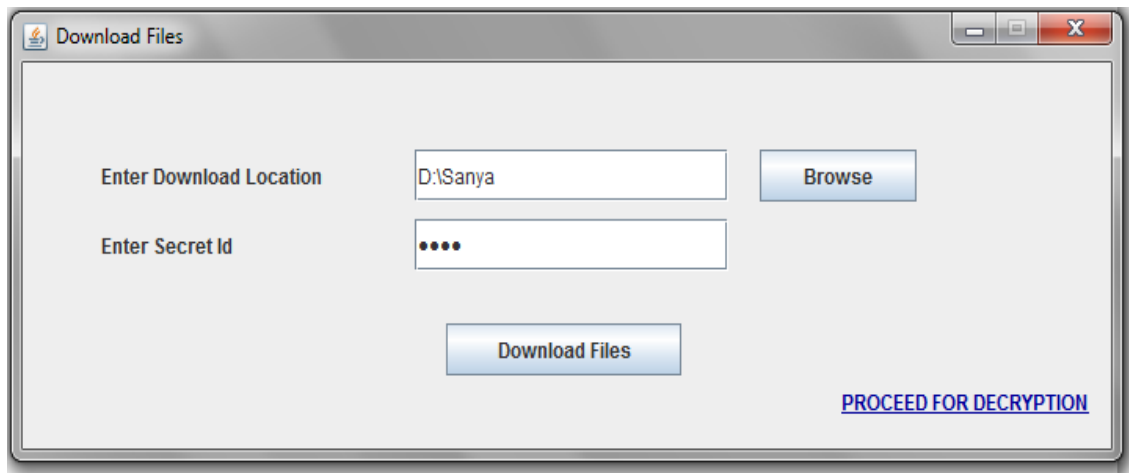 Download Files
Enter Download Location D:\Sanya Browse
Enter Secret Id ••••
Download Files
PROCEED FOR DECRYPTION